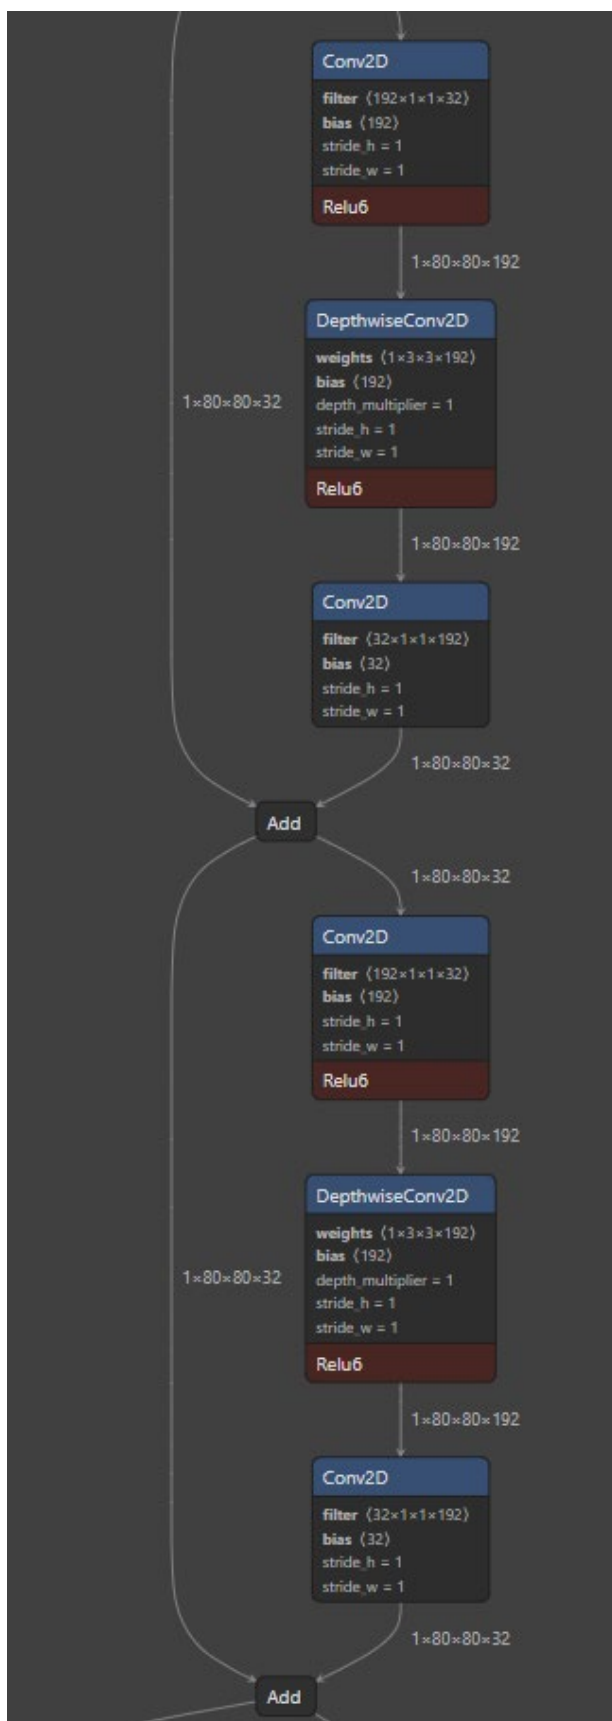 Conv2D
filter ⟨192×1×1×32⟩
bias ⟨192⟩
stride_h = 1
stride_w = 1
Relu6
1×80×80×192
DepthwiseConv2D
weights ⟨1×3×3×192⟩
bias ⟨192⟩
1×80×80×32
depth_multiplier = 1
stride_h = 1
stride_w = 1
Relu6
1×80×80×192
Conv2D
filter ⟨32×1×1×192⟩
bias ⟨32⟩
stride_h = 1
stride_w = 1
1×80×80×32
Add
1×80×80×32
Conv2D
filter ⟨192×1×1×32⟩
bias ⟨192⟩
stride_h = 1
stride_w = 1
Relu6
1×80×80×192
DepthwiseConv2D
weights ⟨1×3×3×192⟩
bias ⟨192⟩
1×80×80×32
depth_multiplier = 1
stride_h = 1
stride_w = 1
Relu6
1×80×80×192
Conv2D
filter ⟨32×1×1×192⟩
bias ⟨32⟩
stride_h = 1
stride_w = 1
1×80×80×32
Add